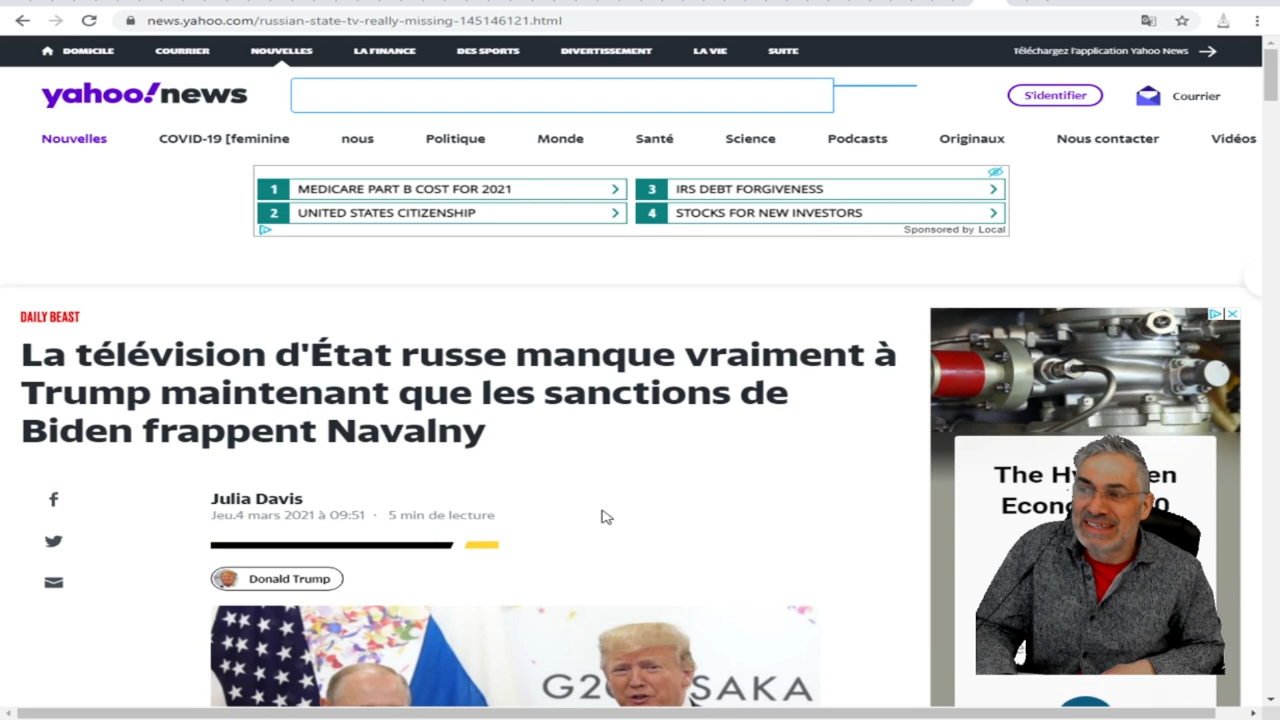 news.yahoo.com/russian-state-tv-really-missing-145146121.html
DOMICILE COURRIER NOUVELLES LA FINANCE DES SPORTS DIVERTISSEMENT LA VIE SUITE Téléchargez l'application Yahoo News
yahoo!news S'identifier Courrier
Nouvelles COVID-19 [feminine nous Politique Monde Santé Science Podcasts Originaux Nous contacter Vidéos
1 MEDICARE PART B COST FOR 2021 3 IRS DEBT FORGIVENESS
2 UNITED STATES CITIZENSHIP 4 STOCKS FOR NEW INVESTORS
Sponsored by Local
DAILY BEAST
La télévision d'État russe manque vraiment à
Trump maintenant que les sanctions de
Biden frappent Navalny
Julia Davis
Jeu.4 mars 2021 à 09:51 · 5 min de lecture
Donald Trump
The